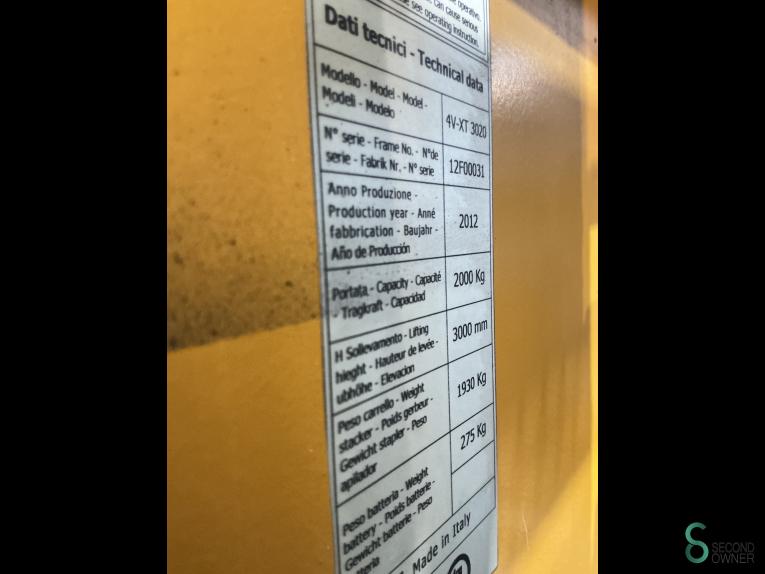 operativo.
can cause serious
see operating instruction
Dati tecnici - Technical data
Modello - Model - Model -
Modell - Modelo
4V-XT 3020
N° serie - Frame No. - N°de
serie - Fabrik Nr. - N° serie
12F00031
Anno Produzione -
Production year - Anné
fabbrication - Baujahr -
Año de Producción
2012
Portata - Capacity - Capacité
- Tragkraft - Capacidad
2000 Kg
H Sollevamento - Lifting
hieght - Hauteur de levée -
ubhöhe - Elevacion
3000 mm
Peso carrello - Weight
stacker - Poids gerbeur -
Gewicht stapler - Peso
apilador
1930 Kg
Peso batteria - Weight
battery - Poids batterie -
Gewicht batterie - Peso
batteria
275 Kg
Made in Italy
SECOND
OWNER